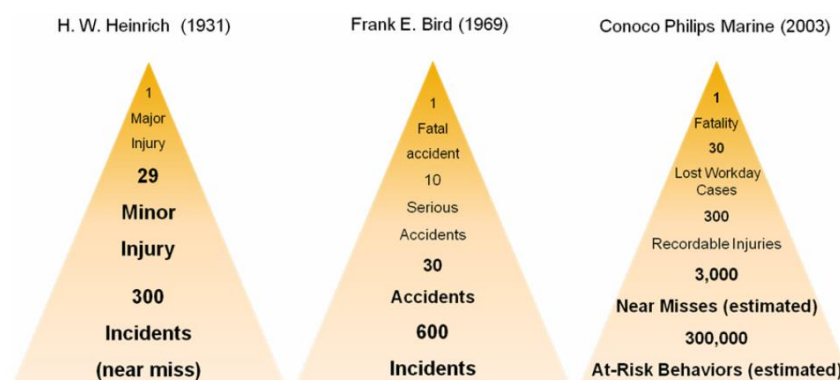 H. W. Heinrich (1931)
1
Major
Injury
29
Minor
Injury
300
Incidents
(near miss)
Frank E. Bird (1969)
1
Fatal
accident
10
Serious
Accidents
30
Accidents
600
Incidents
Conoco Philips Marine (2003)
1
Fatality
30
Lost Workday
Cases
300
Recordable Injuries
3,000
Near Misses (estimated)
300,000
At-Risk Behaviors (estimated)